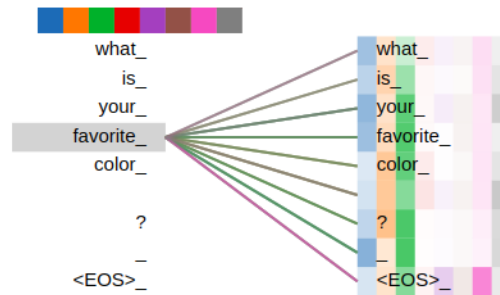 what_ what_
is_ is_
your_ your_
favorite_ favorite_
color_ color_
? ?
_ _
<EOS>_ <EOS>_